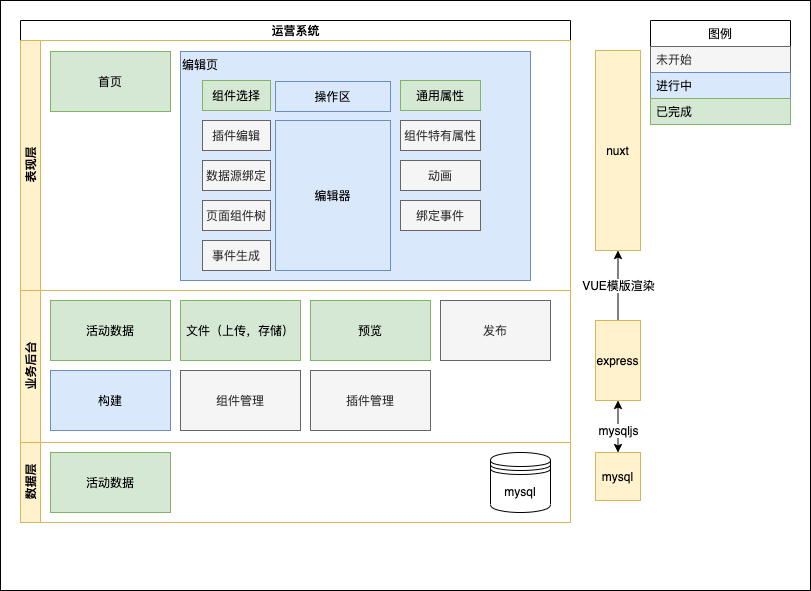 运营系统
表现层
首页
编辑页
组件选择
操作区
通用属性
插件编辑
编辑器
组件特有属性
数据源绑定
动画
页面组件树
绑定事件
事件生成
业务后台
活动数据
文件（上传，存储）
预览
发布
构建
组件管理
插件管理
数据层
活动数据
mysql
nuxt
VUE模版渲染
express
mysqljs
mysql
图例
未开始
进行中
已完成